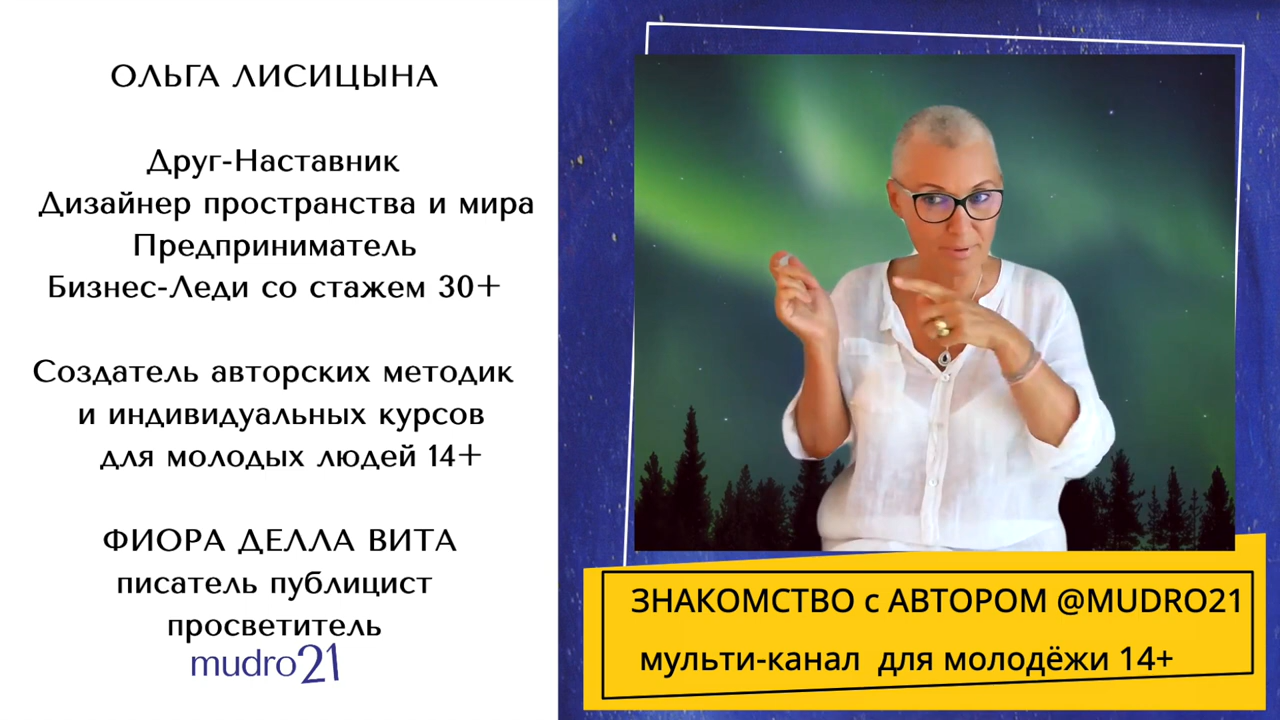 ОЛЬГА ЛИСИЦЫНА
Друг-Наставник
Дизайнер пространства и мира
Предприниматель
Бизнес-Леди со стажем 30+
Создатель авторских методик
и индивидуальных курсов
для молодых людей 14+
ФИОРА ДЕЛЛА ВИТА
писатель публицист
просветитель
mudro21
ЗНАКОМСТВО с АВТОРОМ @MUDRO21
мульти-канал для молодёжи 14+